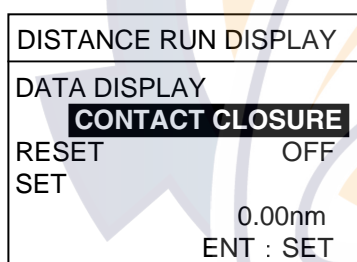 DISTANCE RUN DISPLAY
DATA DISPLAY
CONTACT CLOSURE
RESET OFF
SET
0.00nm
ENT : SET